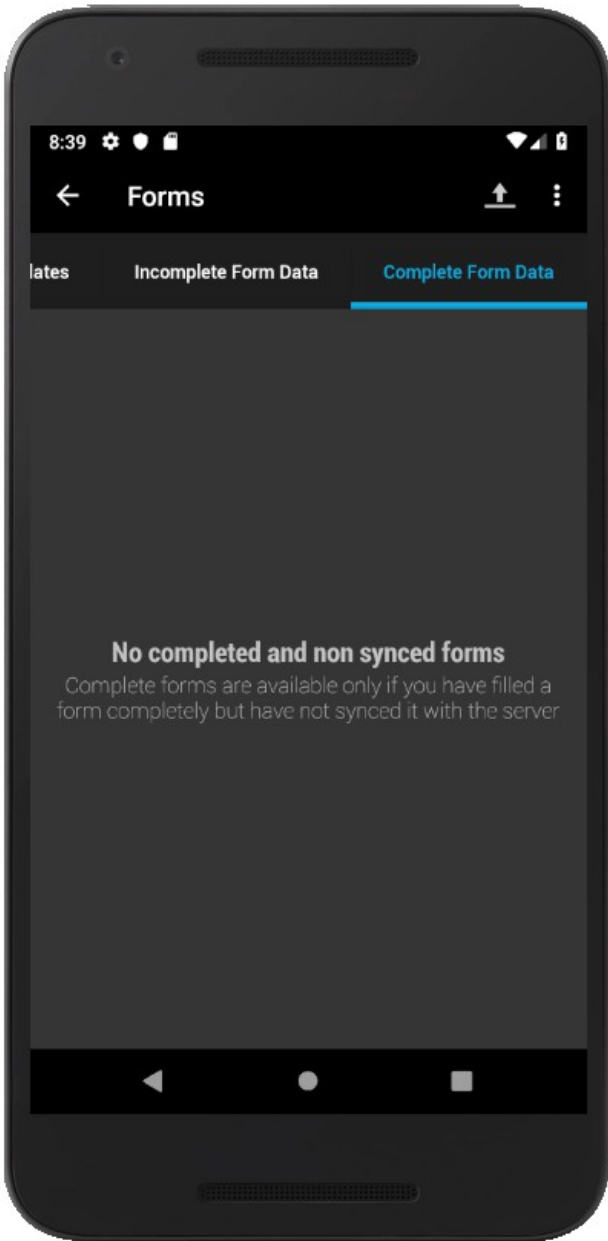 8:39
Forms
lates
Incomplete Form Data
Complete Form Data
No completed and non synced forms
Complete forms are available only if you have filled a
form completely but have not synced it with the server